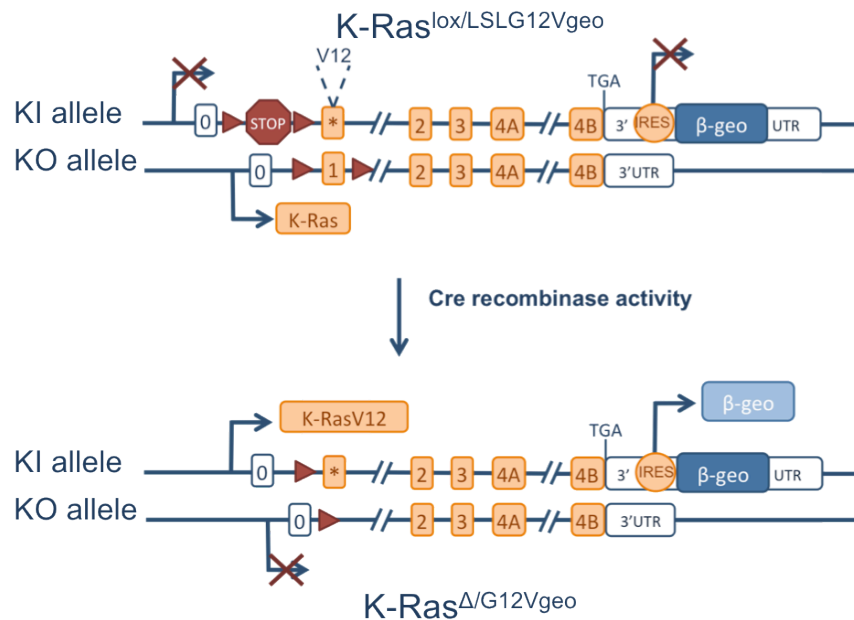 K-Ras^lox/LSLG12Vgeo
V12
TGA
KI allele
0 STOP * 2 3 4A 4B 3' IRES β-geo UTR
KO allele
0 1 2 3 4A 4B 3'UTR
K-Ras
Cre recombinase activity
β-geo
K-RasV12
TGA
KI allele
0 * 2 3 4A 4B 3' IRES β-geo UTR
KO allele
0 2 3 4A 4B 3'UTR
K-Ras^Δ/G12Vgeo